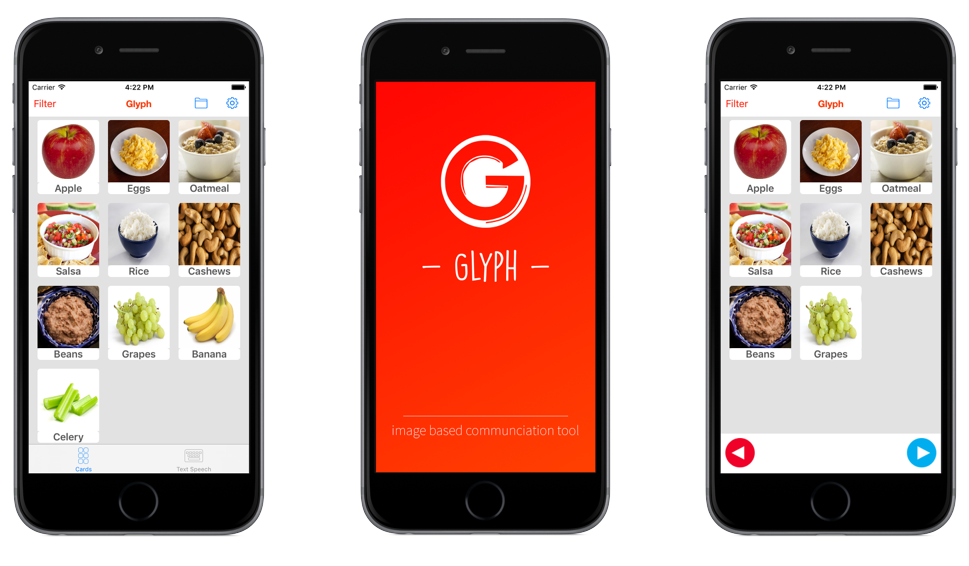 Carrier 4:22 PM
Filter Glyph
Apple Eggs Oatmeal
Salsa Rice Cashews
Beans Grapes Banana
Celery
Cards Text Speech
G
— GLYPH —
image based communciation tool
Carrier 4:22 PM
Filter Glyph
Apple Eggs Oatmeal
Salsa Rice Cashews
Beans Grapes